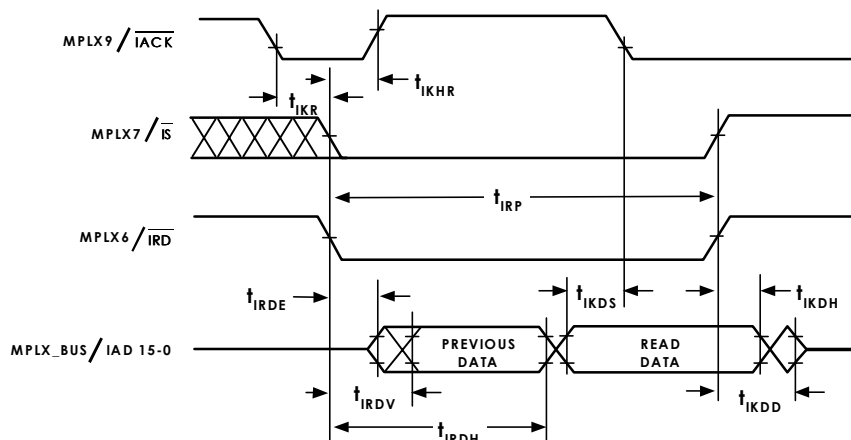 MPLX9 / IACK
tIKHR
tIKR
MPLX7 / IS
tIRP
MPLX6 / IRD
tIRDE
tIKDS
tIKDH
MPLX_BUS / IAD 15-0
PREVIOUS DATA
READ DATA
tIRDV
tIKDD
tIRDH